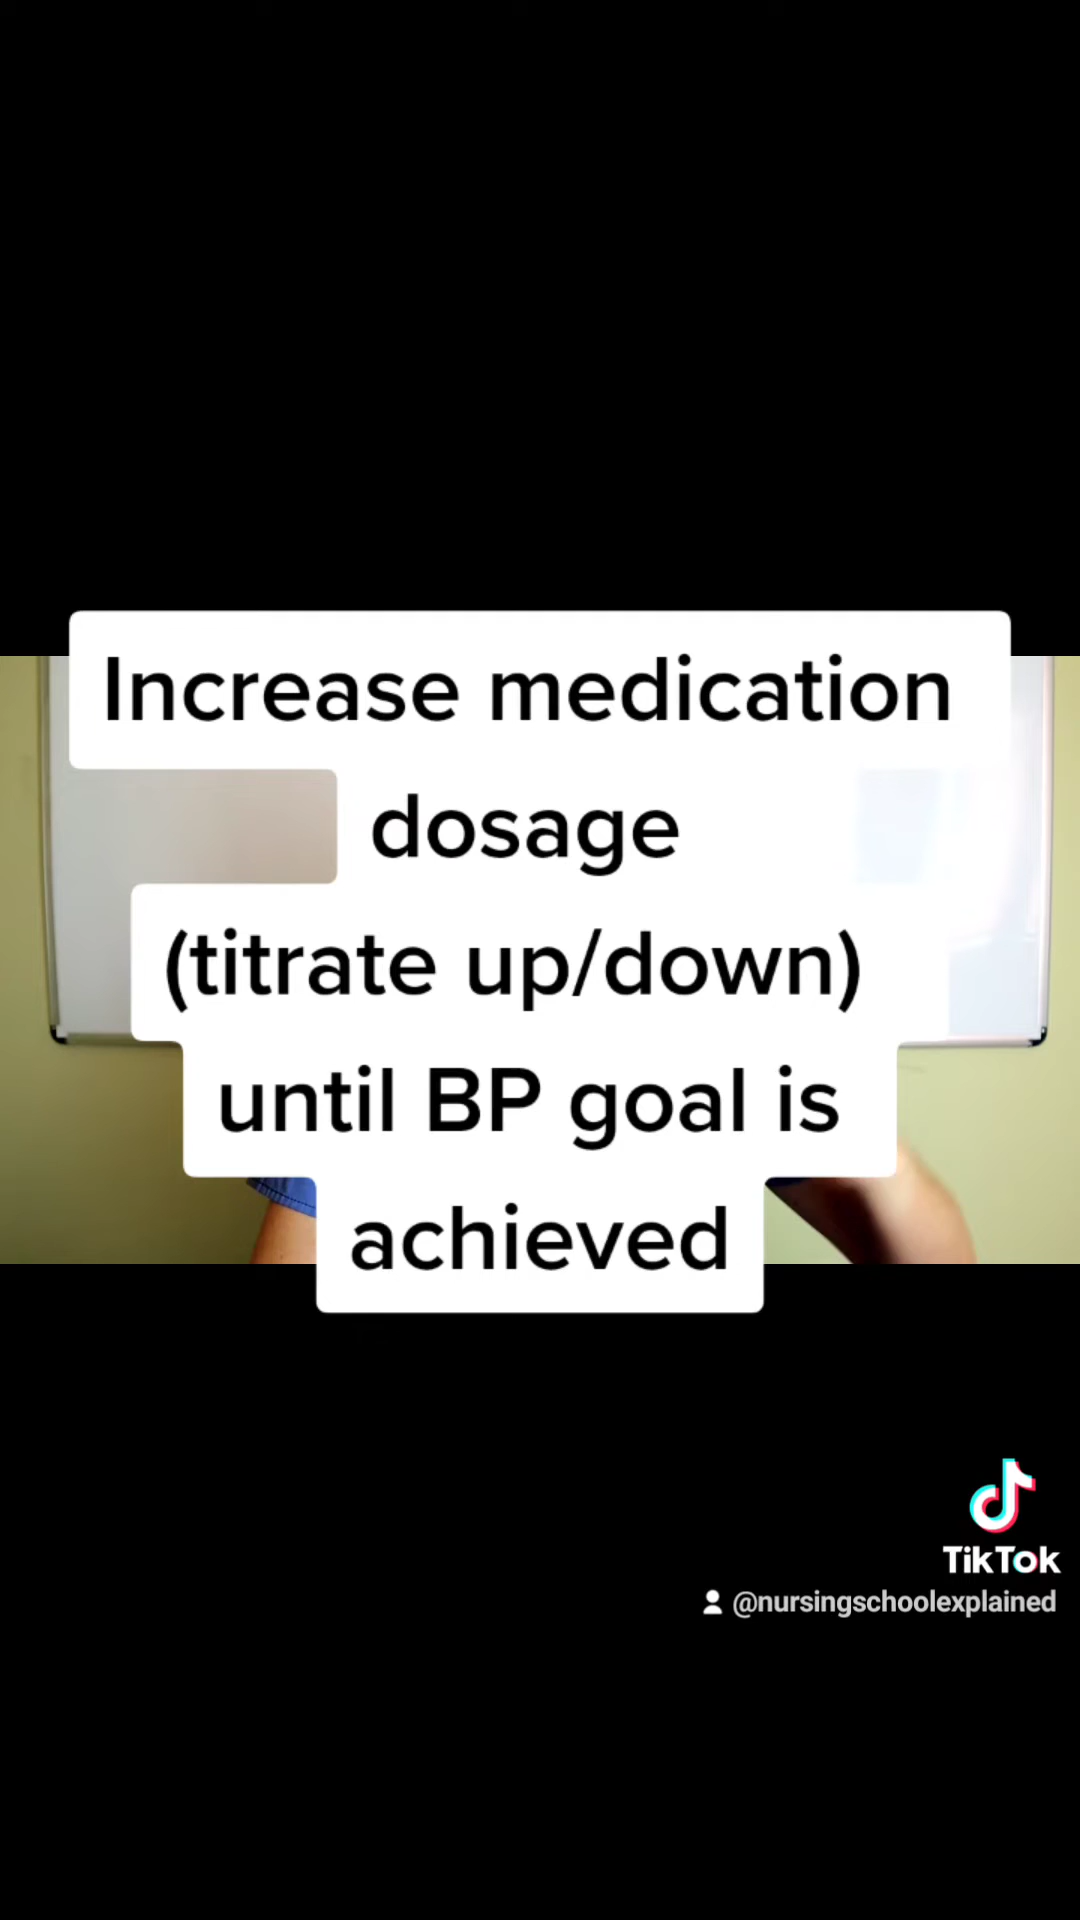 Increase medication
dosage
(titrate up/down)
until BP goal is
achieved
TikTok
@nursingschoolexplained